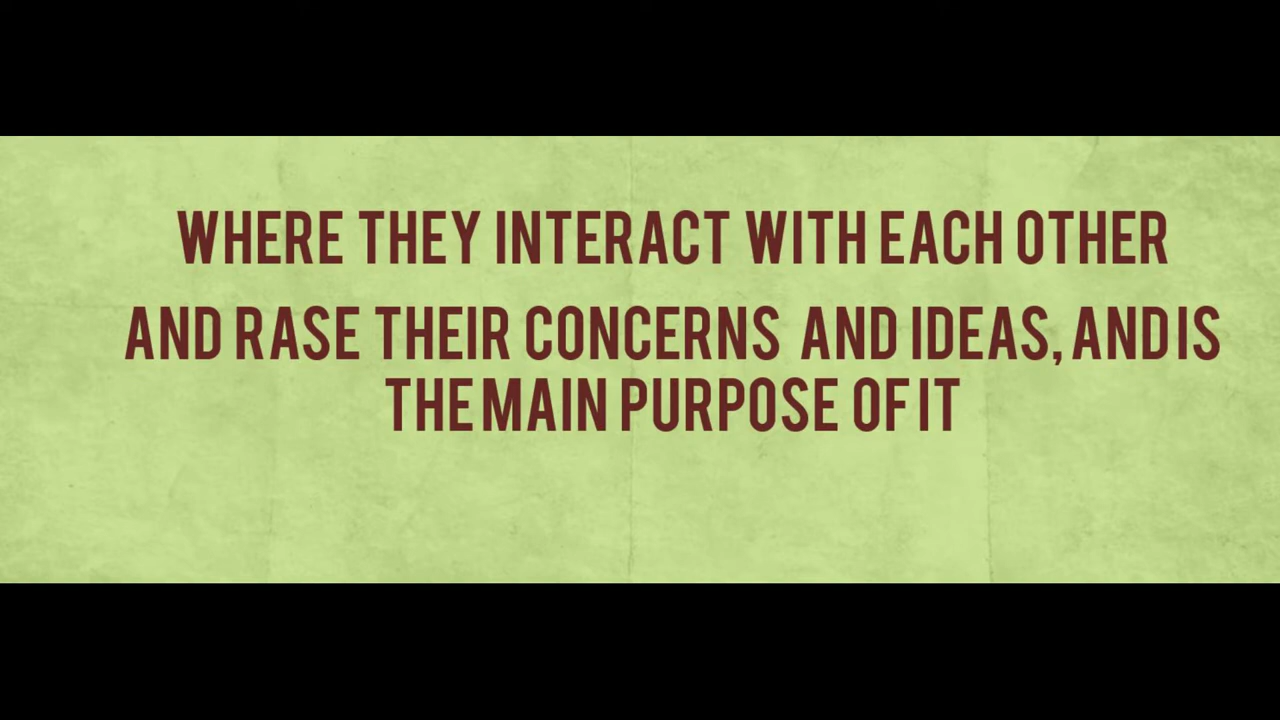 WHERE THEY INTERACT WITH EACH OTHER
AND RASE THEIR CONCERNS AND IDEAS, AND IS
THE MAIN PURPOSE OF IT